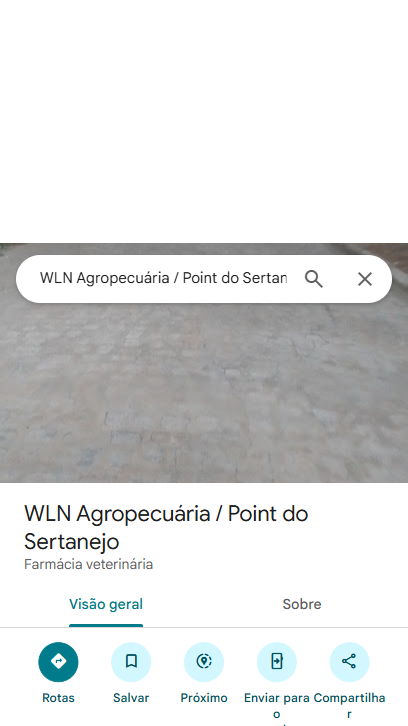 WLN Agropecuária / Point do Sertan
WLN Agropecuária / Point do
Sertanejo
Farmácia veterinária
Visão geral
Sobre
Rotas
Salvar
Próximo
Enviar para
o
Compartilha
r